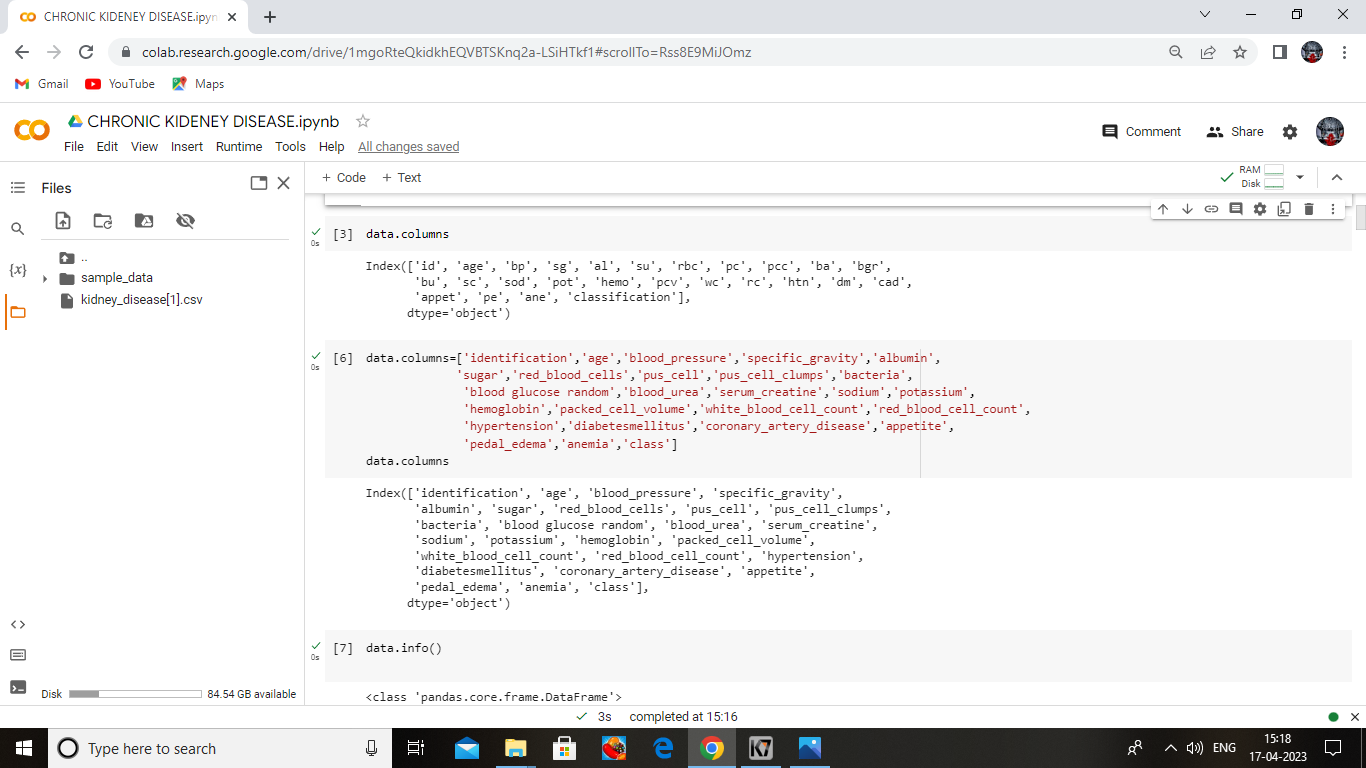 CHRONIC KIDENEY DISEASE.ipyn
colab.research.google.com/drive/1mgoRteQkidkhEQVBTSKnq2a-LSiHTkf1#scrollTo=Rss8E9MiJOmz
Gmail YouTube Maps
CHRONIC KIDENEY DISEASE.ipynb
Comment Share
File Edit View Insert Runtime Tools Help All changes saved
Files
+ Code + Text
RAM
Disk
..
sample_data
kidney_disease[1].csv
{x}
<>
Disk 84.54 GB available
[3] data.columns
0s
Index(['id', 'age', 'bp', 'sg', 'al', 'su', 'rbc', 'pc', 'pcc', 'ba', 'bgr',
'bu', 'sc', 'sod', 'pot', 'hemo', 'pcv', 'wc', 'rc', 'htn', 'dm', 'cad',
'appet', 'pe', 'ane', 'classification'],
dtype='object')
[6] data.columns=['identification','age','blood_pressure','specific_gravity','albumin',
0s
'sugar','red_blood_cells','pus_cell','pus_cell_clumps','bacteria',
'blood glucose random','blood_urea','serum_creatine','sodium','potassium',
'hemoglobin','packed_cell_volume','white_blood_cell_count','red_blood_cell_count',
'hypertension','diabetesmellitus','coronary_artery_disease','appetite',
'pedal_edema','anemia','class']
data.columns
Index(['identification', 'age', 'blood_pressure', 'specific_gravity',
'albumin', 'sugar', 'red_blood_cells', 'pus_cell', 'pus_cell_clumps',
'bacteria', 'blood glucose random', 'blood_urea', 'serum_creatine',
'sodium', 'potassium', 'hemoglobin', 'packed_cell_volume',
'white_blood_cell_count', 'red_blood_cell_count', 'hypertension',
'diabetesmellitus', 'coronary_artery_disease', 'appetite',
'pedal_edema', 'anemia', 'class'],
dtype='object')
[7] data.info()
0s
<class 'pandas.core.frame.DataFrame'>
3s completed at 15:16
Type here to search
K7
ENG
15:18
17-04-2023